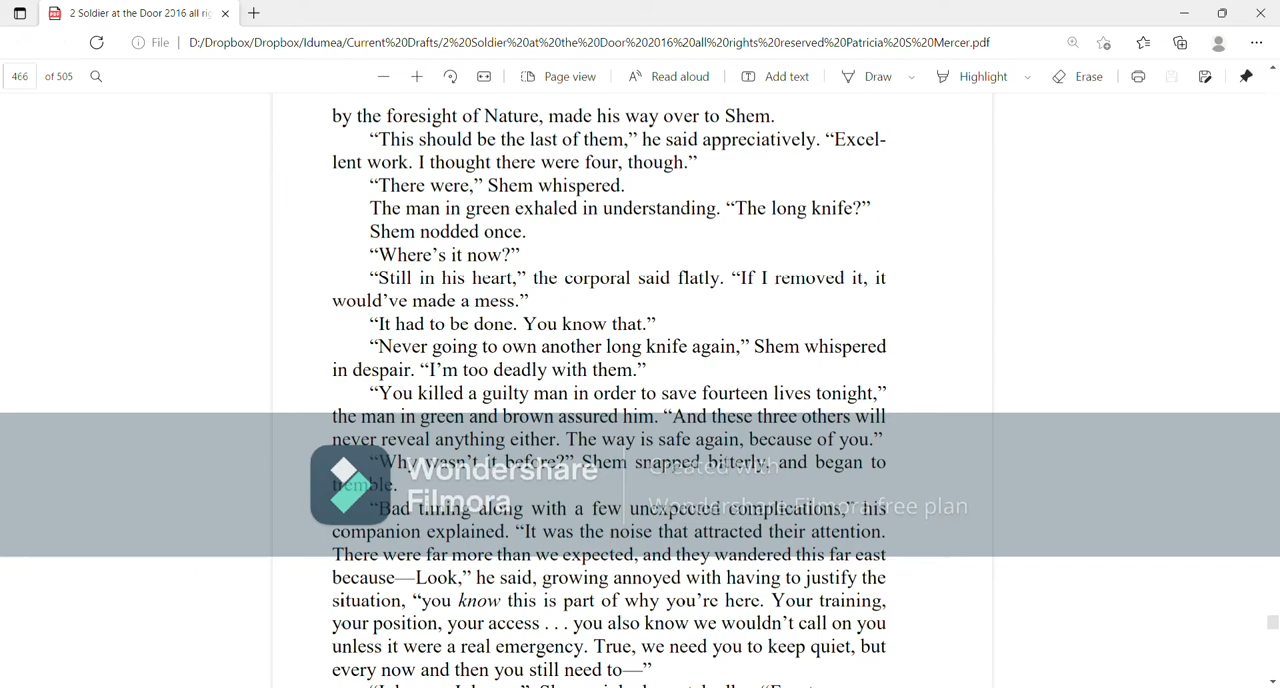 2 Soldier at the Door 2016 all rig
File
D:/Dropbox/Dropbox/Idumea/Current%20Drafts/2%20Soldier%20at%20the%20Door%202016%20all%20rights%20reserved%20Patricia%20S%20Mercer.pdf
466 of 505
Page view
Read aloud
Add text
Draw
Highlight
Erase
by the foresight of Nature, made his way over to Shem.
“This should be the last of them,” he said appreciatively. “Excel-
lent work. I thought there were four, though.”
“There were,” Shem whispered.
The man in green exhaled in understanding. “The long knife?”
Shem nodded once.
“Where’s it now?”
“Still in his heart,” the corporal said flatly. “If I removed it, it
would’ve made a mess.”
“It had to be done. You know that.”
“Never going to own another long knife again,” Shem whispered
in despair. “I’m too deadly with them.”
“You killed a guilty man in order to save fourteen lives tonight,”
the man in green and brown assured him. “And these three others will
never reveal anything either. The way is safe again, because of you.”
“Why wasn’t it before?” Shem snapped bitterly, and began to
tremble.
“Bad timing along with a few unexpected complications,” his
companion explained. “It was the noise that attracted their attention.
There were far more than we expected, and they wandered this far east
because—Look,” he said, growing annoyed with having to justify the
situation, “you know this is part of why you’re here. Your training,
your position, your access . . . you also know we wouldn’t call on you
unless it were a real emergency. True, we need you to keep quiet, but
every now and then you still need to—”
Wondershare
Filmora
Created with
Wondershare Filmora free plan